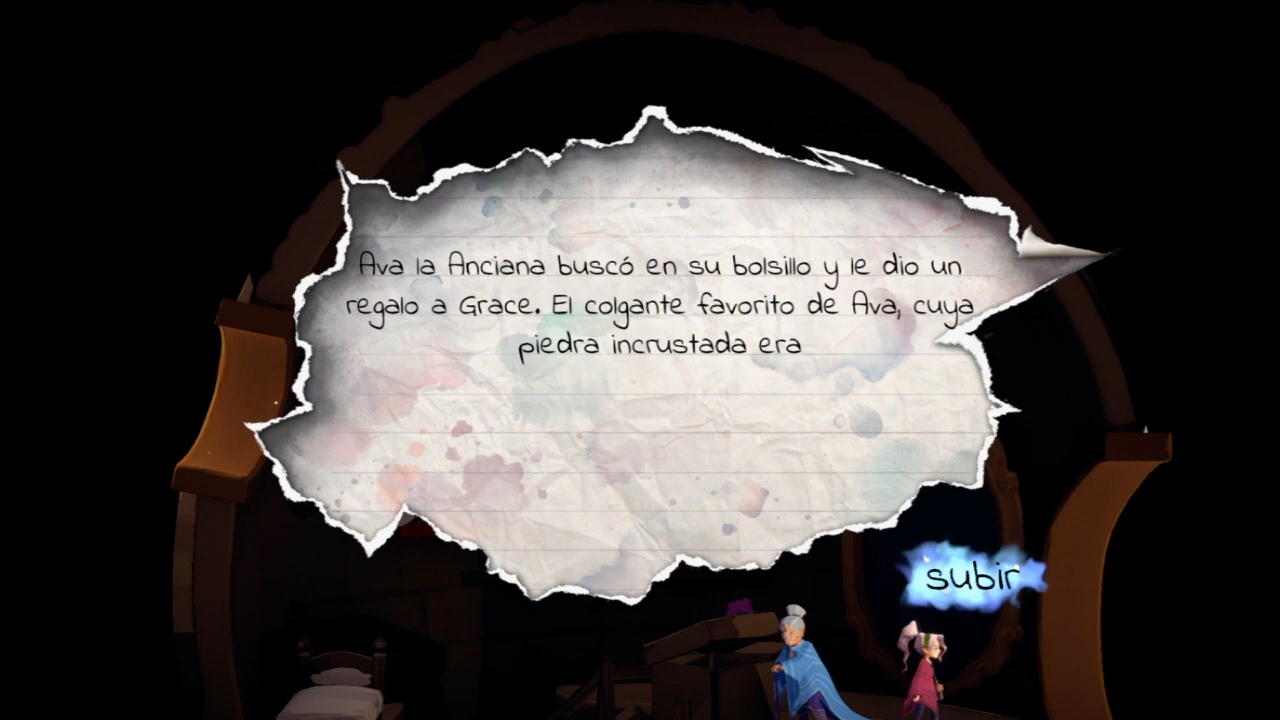 Ava la Anciana buscó en su bolsillo y le dio un
regalo a Grace. El colgante favorito de Ava, cuya
piedra incrustada era
subir